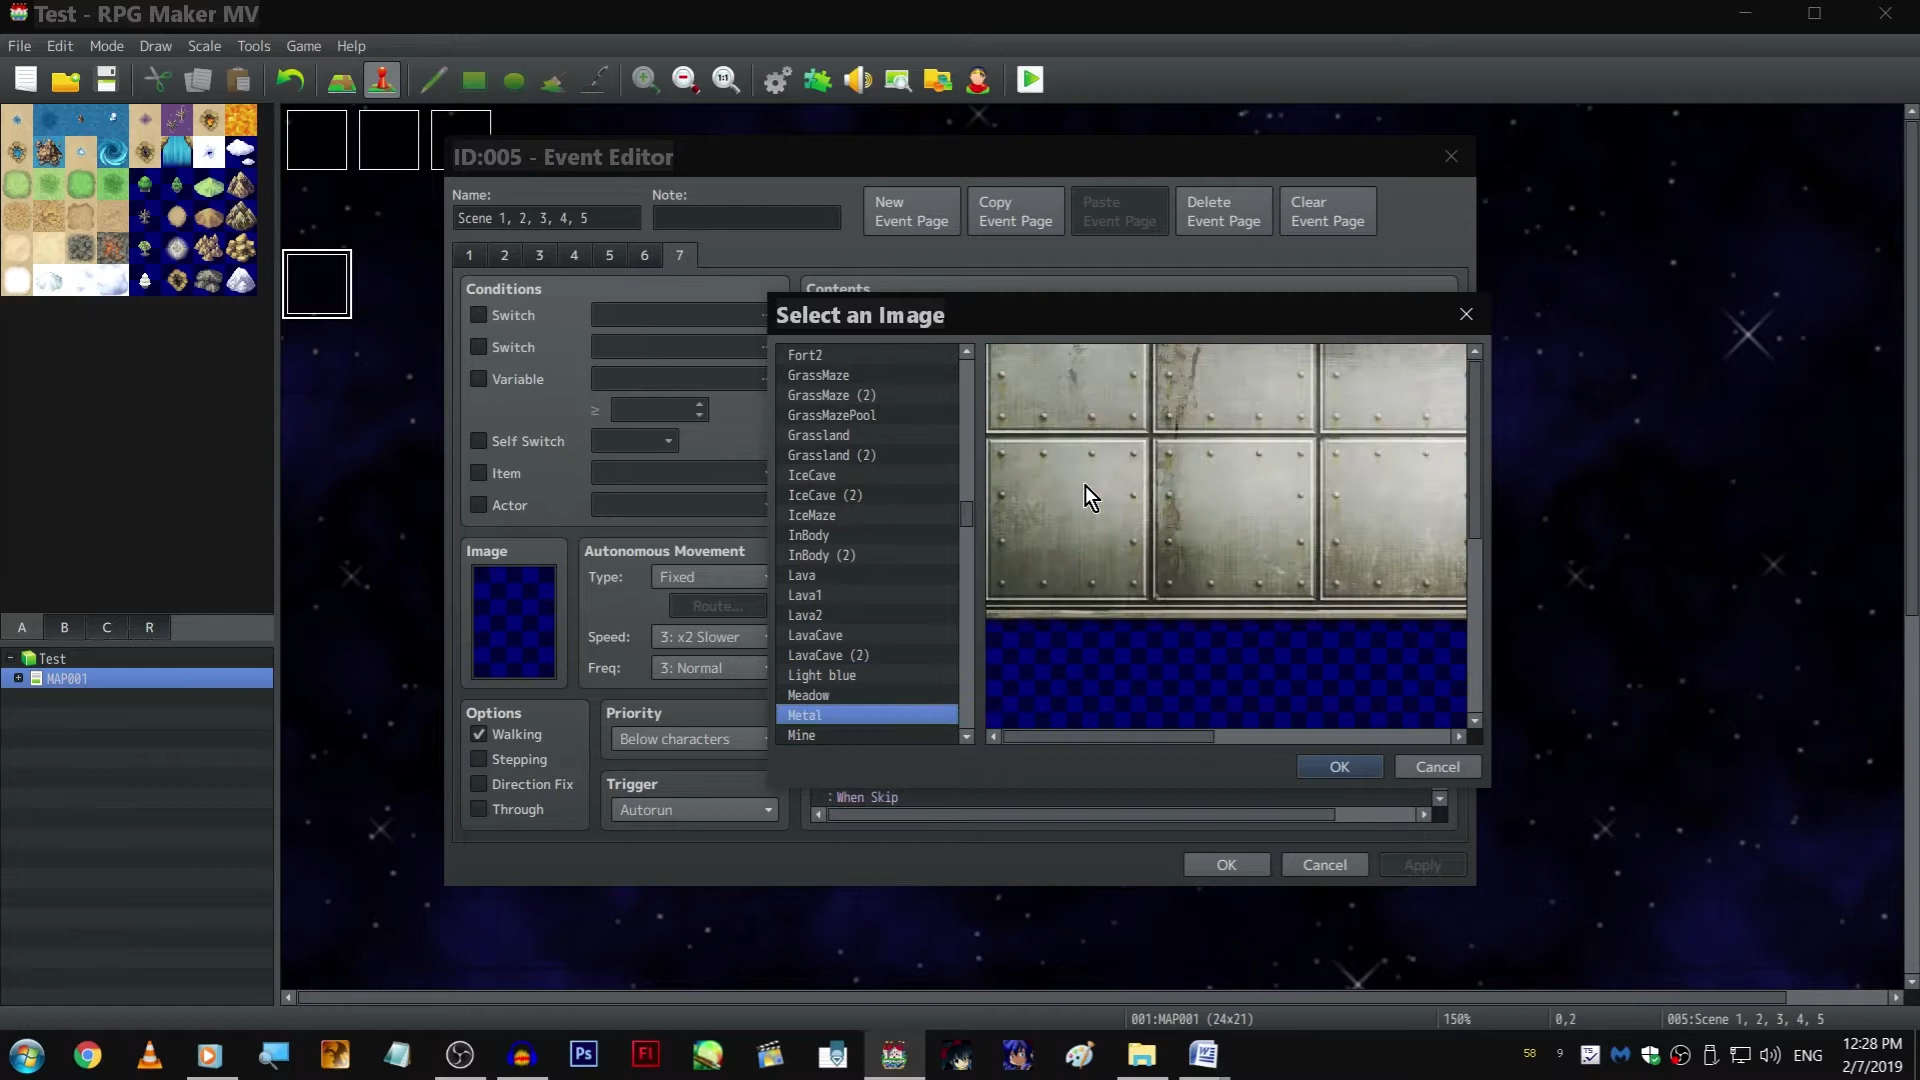 Test - RPG Maker MV
File Edit Mode Draw Scale Tools Game Help
1:1
ID:005 - Event Editor
Name:
Note:
Scene 1, 2, 3, 4, 5
New Event Page
Copy Event Page
Paste Event Page
Delete Event Page
Clear Event Page
1 2 3 4 5 6 7
Conditions
Switch
Switch
Variable
≥
Self Switch
Item
Actor
Contents
Select an Image
Fort2
GrassMaze
GrassMaze (2)
GrassMazePool
Grassland
Grassland (2)
IceCave
IceCave (2)
IceMaze
InBody
InBody (2)
Lava
Lava1
Lava2
LavaCave
LavaCave (2)
Light blue
Meadow
Metal
Mine
OK
Cancel
Image
Autonomous Movement
Type: Fixed
Route...
Speed: 3: x2 Slower
Freq: 3: Normal
Options
Walking
Stepping
Direction Fix
Through
Priority
Below characters
Trigger
Autorun
: When Skip
OK
Cancel
Apply
A B C R
Test
MAP001
001:MAP001 (24x21)
150%
0,2
005:Scene 1, 2, 3, 4, 5
Ps
Fl
58
9
ENG
12:28 PM
2/7/2019